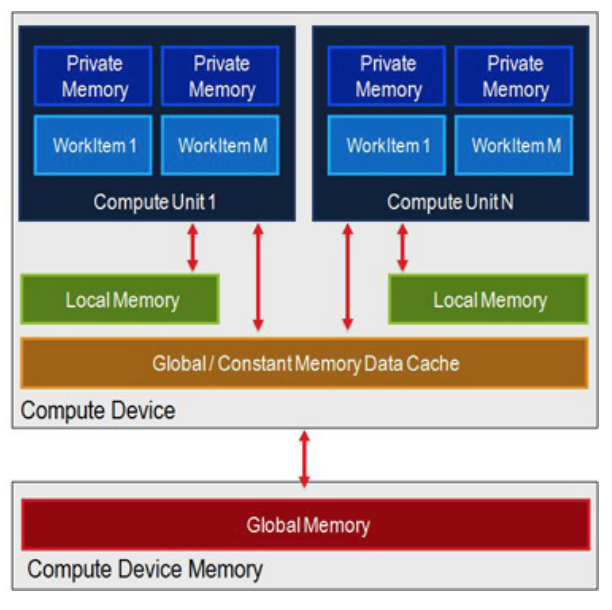 Private
Memory
Private
Memory
WorkItem 1
WorkItem M
Compute Unit 1
Private
Memory
Private
Memory
WorkItem 1
WorkItem M
Compute Unit N
Local Memory
Local Memory
Global / Constant Memory Data Cache
Compute Device
Global Memory
Compute Device Memory